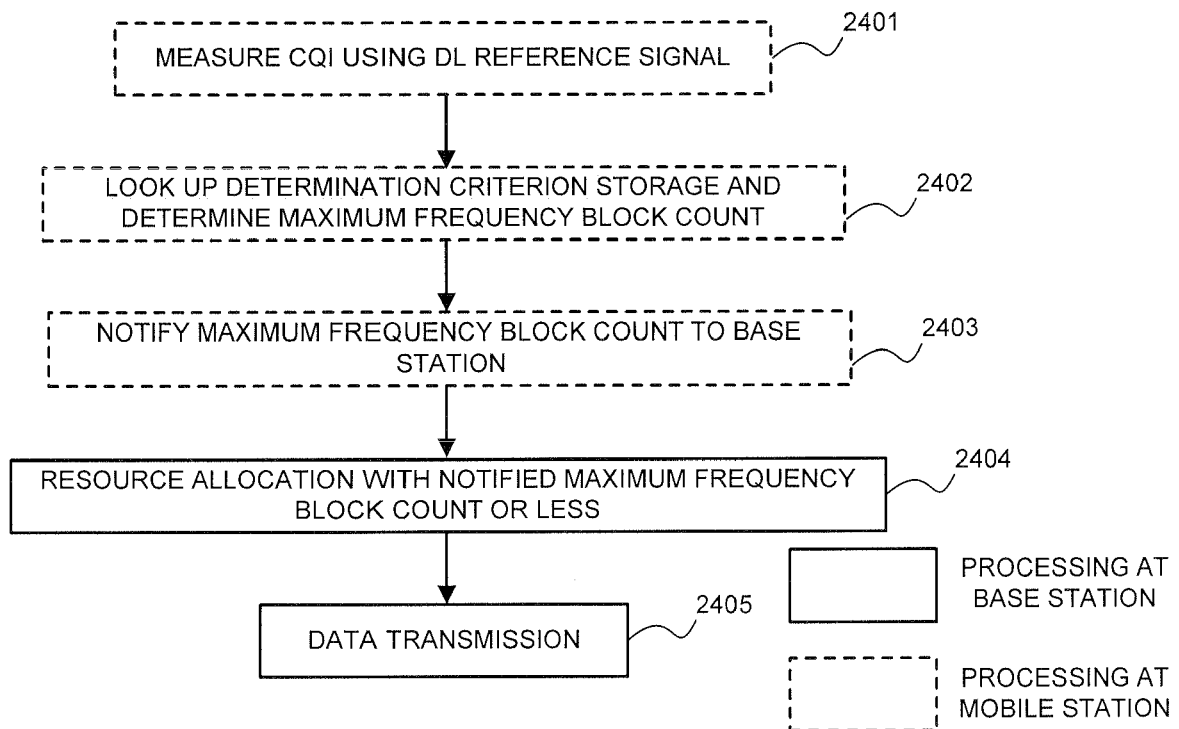 2401
MEASURE CQI USING DL REFERENCE SIGNAL
2402
LOOK UP DETERMINATION CRITERION STORAGE AND
DETERMINE MAXIMUM FREQUENCY BLOCK COUNT
2403
NOTIFY MAXIMUM FREQUENCY BLOCK COUNT TO BASE
STATION
2404
RESOURCE ALLOCATION WITH NOTIFIED MAXIMUM FREQUENCY
BLOCK COUNT OR LESS
2405
DATA TRANSMISSION
PROCESSING AT
BASE STATION
PROCESSING AT
MOBILE STATION